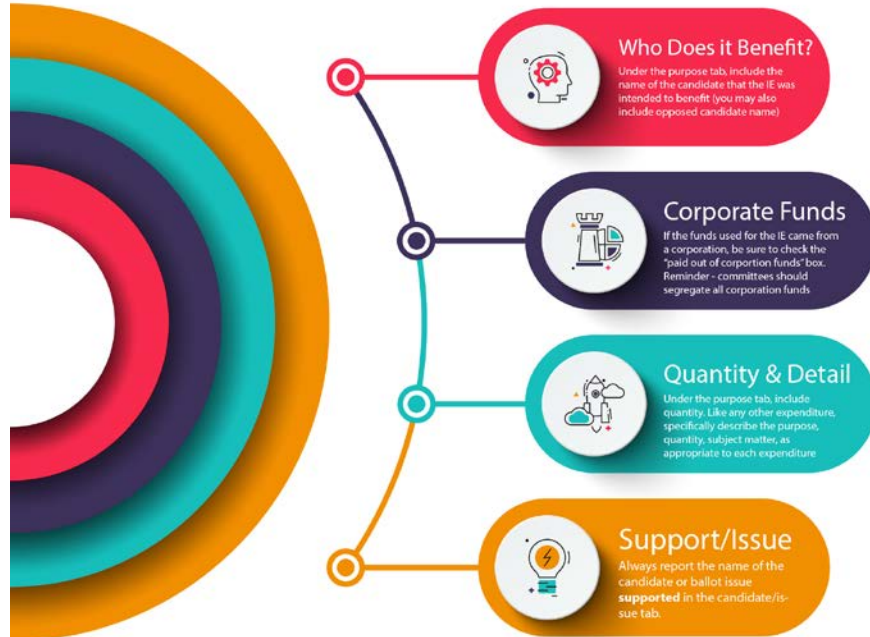 Who Does it Benefit?
Under the purpose tab, include the
name of the candidate that the IE was
intended to benefit (you may also
include opposed candidate name)
Corporate Funds
If the funds used for the IE came from
a corporation, be sure to check the
"paid out of corportion funds" box.
Reminder - committees should
segregate all corporation funds
Quantity & Detail
Under the purpose tab, include
quantity. Like any other expenditure,
specifically describe the purpose,
quantity, subject matter, as
appropriate to each expenditure
Support/Issue
Always report the name of the
candidate or ballot issue
supported in the candidate/is-
sue tab.